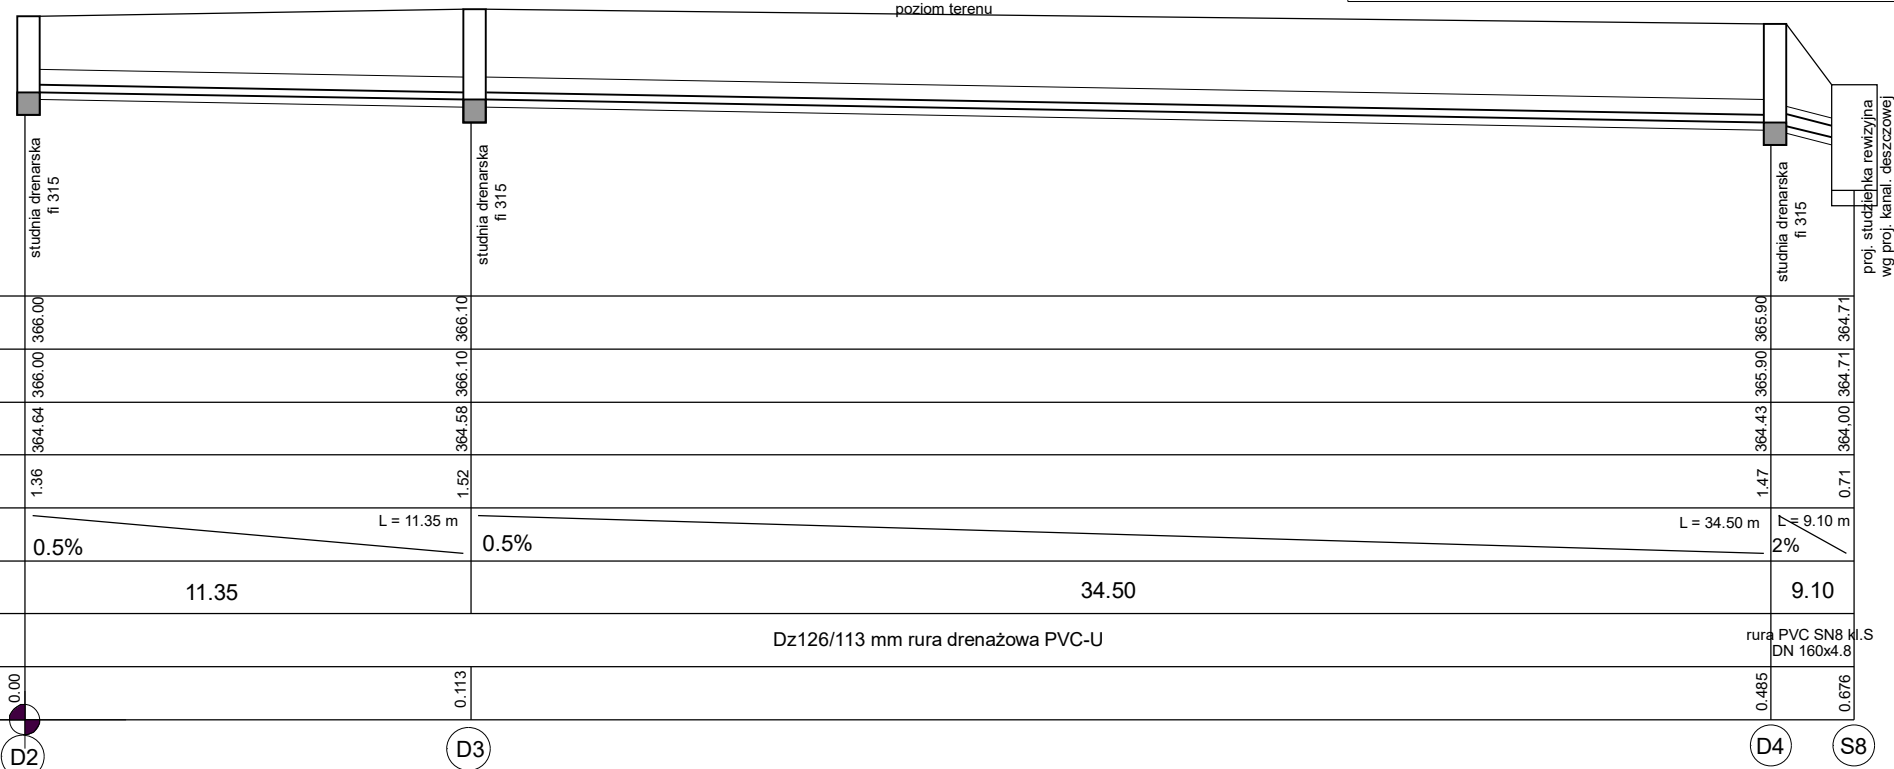 poziom terenu
studnia drenarska
fi 315
studnia drenarska
fi 315
studnia drenarska
fi 315
proj. studzienka rewizyjna
wg proj. kanal. deszczowej
366.00
366.10
365.90
364.71
366.00
366.10
365.90
364.71
364.64
364.58
364.43
364,00
1.36
1.52
1.47
0.71
L = 11.35 m
L = 34.50 m
L = 9.10 m
0.5%
0.5%
2%
11.35
34.50
9.10
Dz126/113 mm rura drenażowa PVC-U
rura PVC SN8 kl.S
DN 160x4.8
0.00
0.113
0.485
0.676
D2
D3
D4
S8